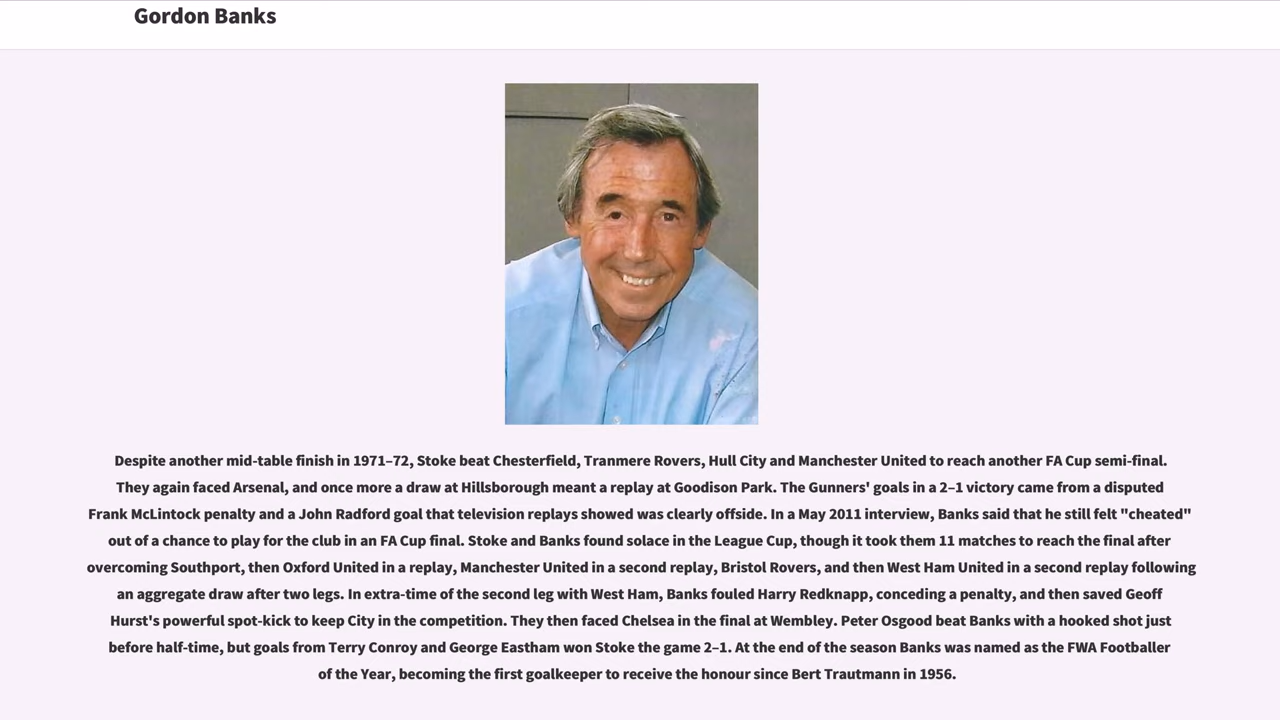 Gordon Banks
Despite another mid-table finish in 1971–72, Stoke beat Chesterfield, Tranmere Rovers, Hull City and Manchester United to reach another FA Cup semi-final.
They again faced Arsenal, and once more a draw at Hillsborough meant a replay at Goodison Park. The Gunners' goals in a 2–1 victory came from a disputed
Frank McLintock penalty and a John Radford goal that television replays showed was clearly offside. In a May 2011 interview, Banks said that he still felt "cheated"
out of a chance to play for the club in an FA Cup final. Stoke and Banks found solace in the League Cup, though it took them 11 matches to reach the final after
overcoming Southport, then Oxford United in a replay, Manchester United in a second replay, Bristol Rovers, and then West Ham United in a second replay following
an aggregate draw after two legs. In extra-time of the second leg with West Ham, Banks fouled Harry Redknapp, conceding a penalty, and then saved Geoff
Hurst's powerful spot-kick to keep City in the competition. They then faced Chelsea in the final at Wembley. Peter Osgood beat Banks with a hooked shot just
before half-time, but goals from Terry Conroy and George Eastham won Stoke the game 2–1. At the end of the season Banks was named as the FWA Footballer
of the Year, becoming the first goalkeeper to receive the honour since Bert Trautmann in 1956.